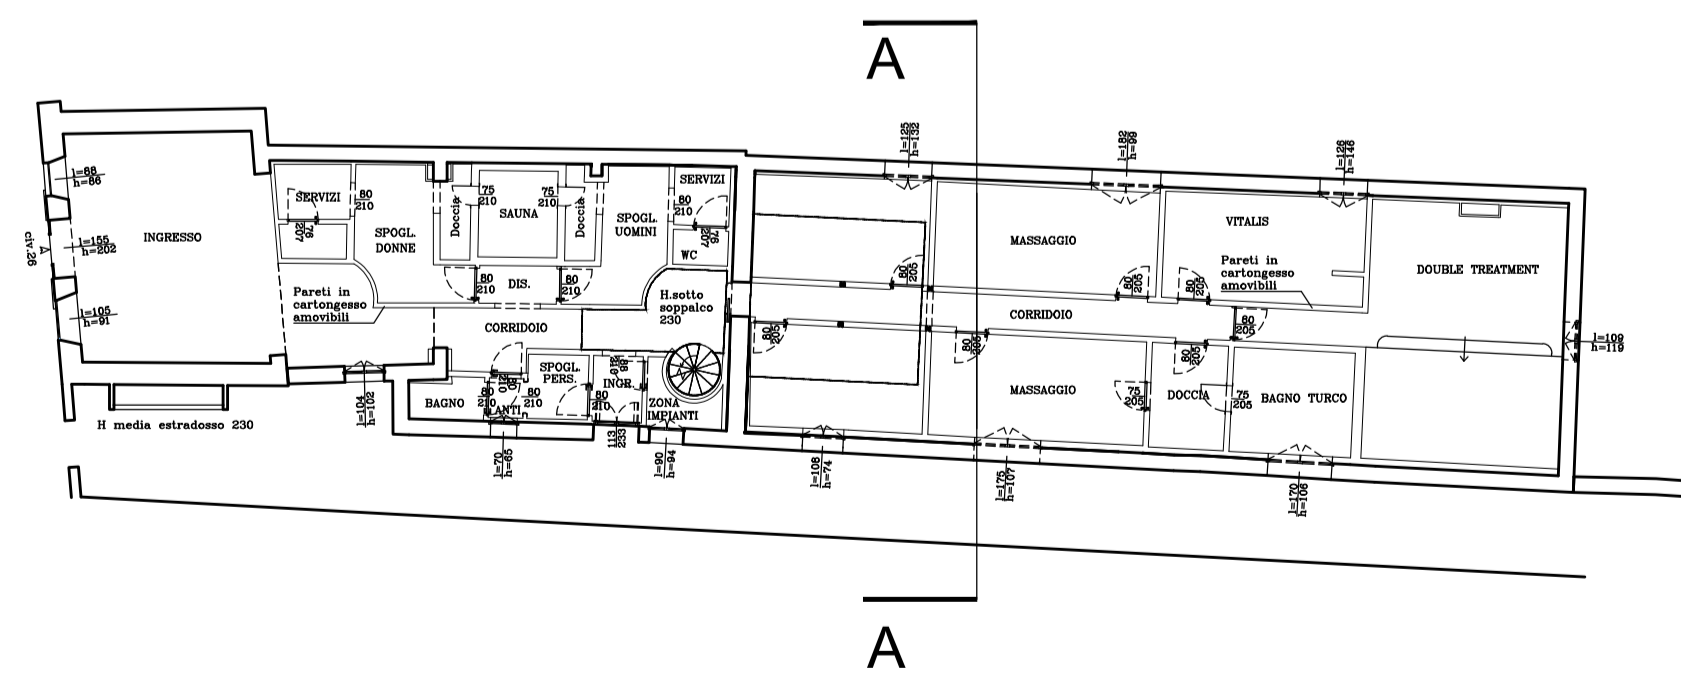 A
l=125
h=132
l=182
h=99
l=126
h=146
l=68
h=86
SERVIZI
80
210
76
207
INGRESSO
civ.26
A
l=155
h=202
l=105
h=91
SPOGL.
DONNE
Doccia
75
210
SAUNA
75
210
Doccia
SPOGL.
UOMINI
SERVIZI
80
210
76
207
WC
80
210
DIS.
80
210
Pareti in
cartongesso
amovibili
CORRIDOIO
H.sotto
soppalco
230
80
205
MASSAGGIO
80
205
VITALIS
Pareti in
cartongesso
amovibili
80
205
DOUBLE TREATMENT
CORRIDOIO
80
205
80
205
80
205
l=109
h=119
80
205
MASSAGGIO
75
205
DOCCIA
75
205
BAGNO TURCO
BAGNO
80
210
80
210
ANTI
SPOGL.
PERS.
80
210
INGR.
80
210
ZONA
IMPIANTI
113
233
l=104
h=102
H media estradosso 230
l=70
h=65
l=90
h=94
l=108
h=74
l=175
h=107
l=170
h=106
A